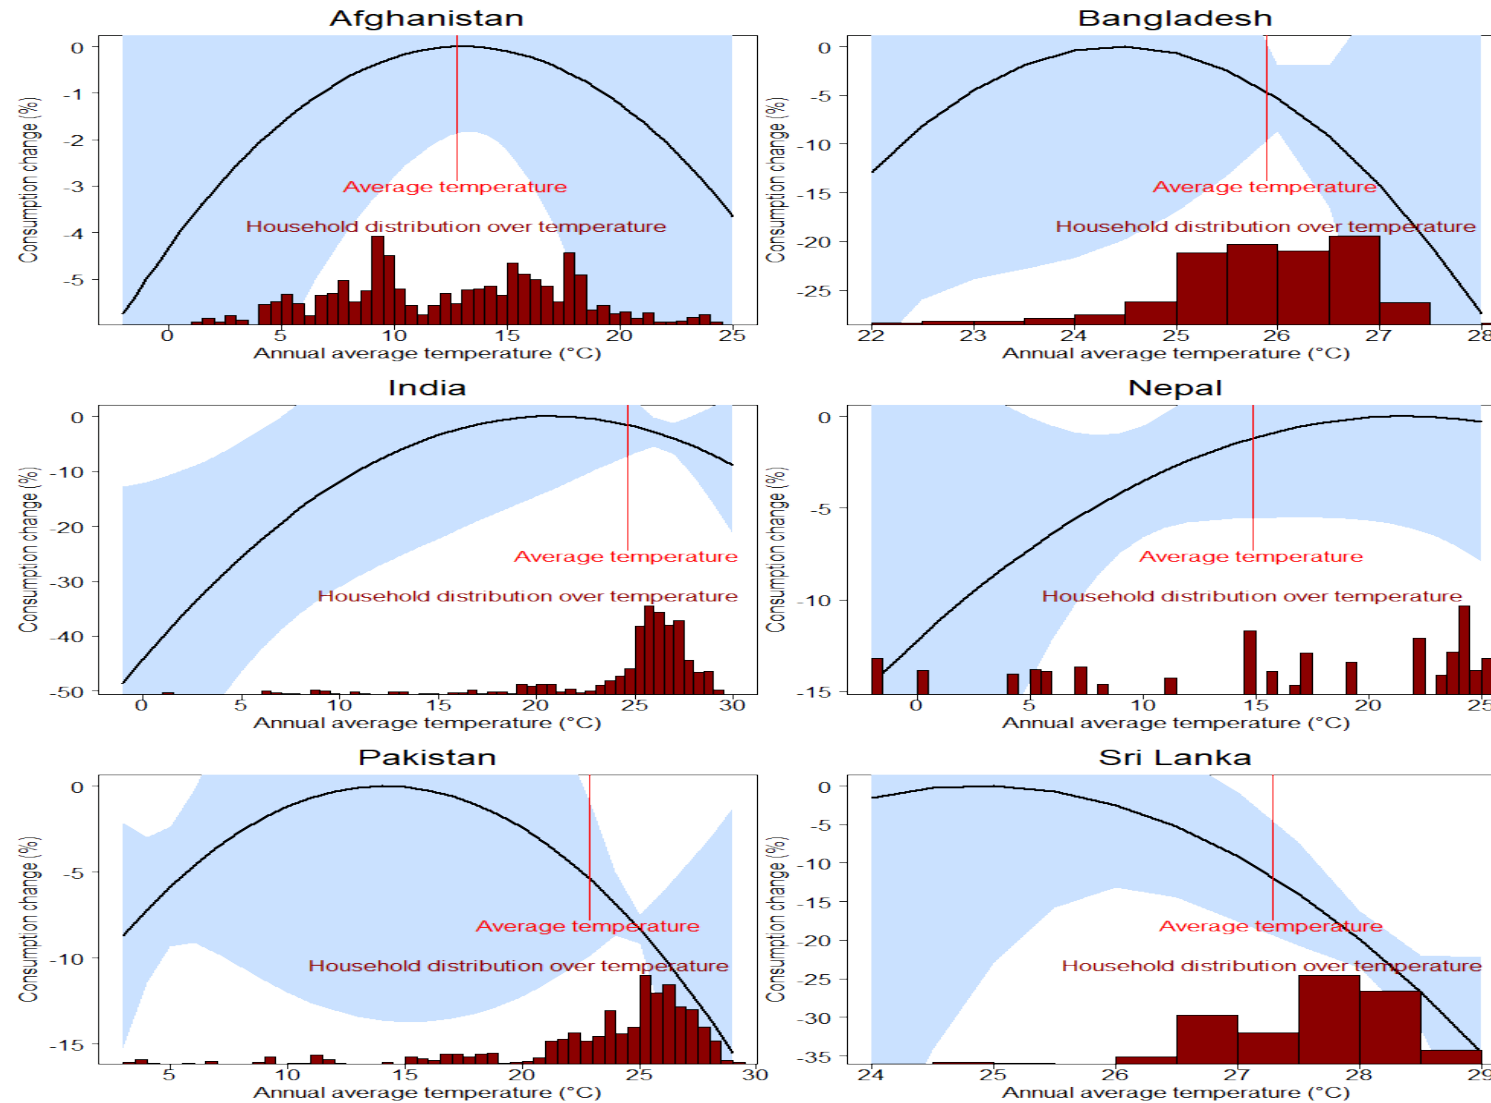 Afghanistan
Consumption change (%)
0
-1
-2
-3
-4
-5
Average temperature
Household distribution over temperature
0 5 10 15 20 25
Annual average temperature (°C)
Bangladesh
Consumption change (%)
0
-5
-10
-15
-20
-25
Average temperature
Household distribution over temperature
22 23 24 25 26 27 28
Annual average temperature (°C)
India
Consumption change (%)
0
-10
-20
-30
-40
-50
Average temperature
Household distribution over temperature
0 5 10 15 20 25 30
Annual average temperature (°C)
Nepal
Consumption change (%)
0
-5
-10
-15
Average temperature
Household distribution over temperature
0 5 10 15 20 25
Annual average temperature (°C)
Pakistan
Consumption change (%)
0
-5
-10
-15
Average temperature
Household distribution over temperature
5 10 15 20 25 30
Annual average temperature (°C)
Sri Lanka
Consumption change (%)
0
-5
-10
-15
-20
-25
-30
-35
Average temperature
Household distribution over temperature
24 25 26 27 28 29
Annual average temperature (°C)